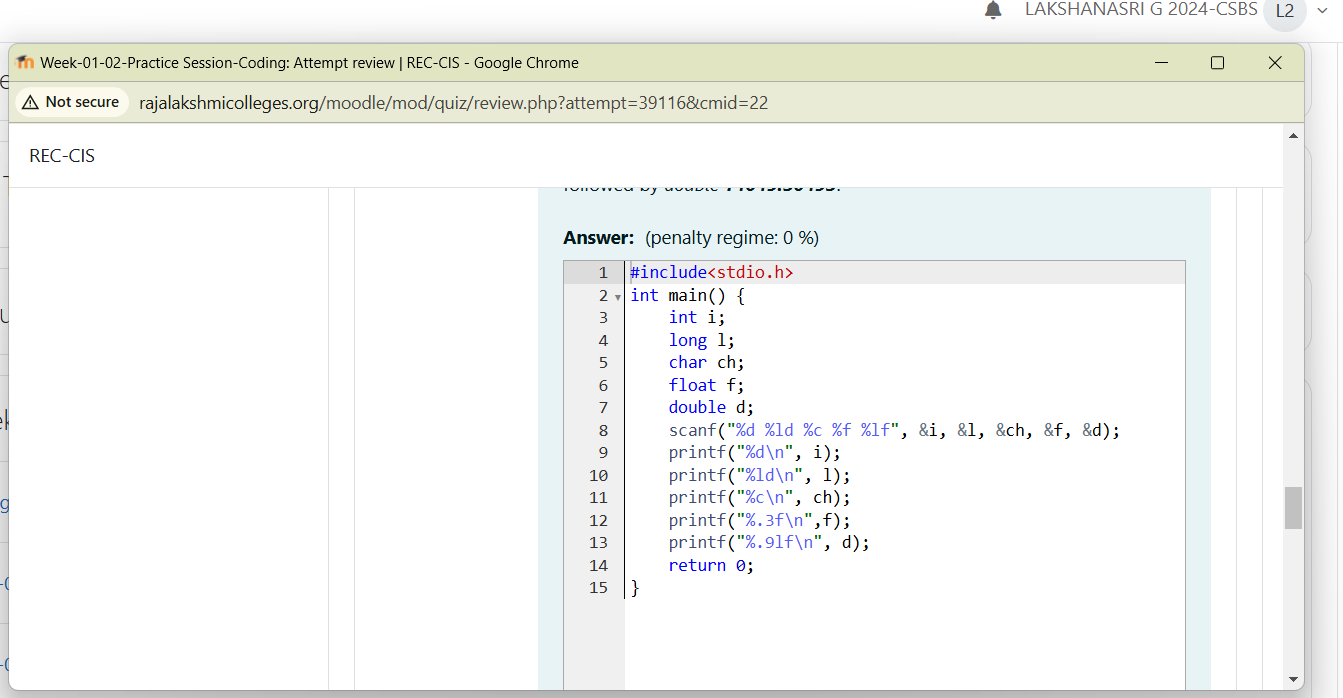 LAKSHANASRI G 2024-CSBS L2
Week-01-02-Practice Session-Coding: Attempt review | REC-CIS - Google Chrome
Not secure rajalakshmicolleges.org/moodle/mod/quiz/review.php?attempt=39116&cmid=22
REC-CIS
followed by double
Answer: (penalty regime: 0 %)
1 #include<stdio.h>
2 int main() {
3 int i;
4 long l;
5 char ch;
6 float f;
7 double d;
8 scanf("%d %ld %c %f %lf", &i, &l, &ch, &f, &d);
9 printf("%d\n", i);
10 printf("%ld\n", l);
11 printf("%c\n", ch);
12 printf("%.3f\n",f);
13 printf("%.9lf\n", d);
14 return 0;
15 }